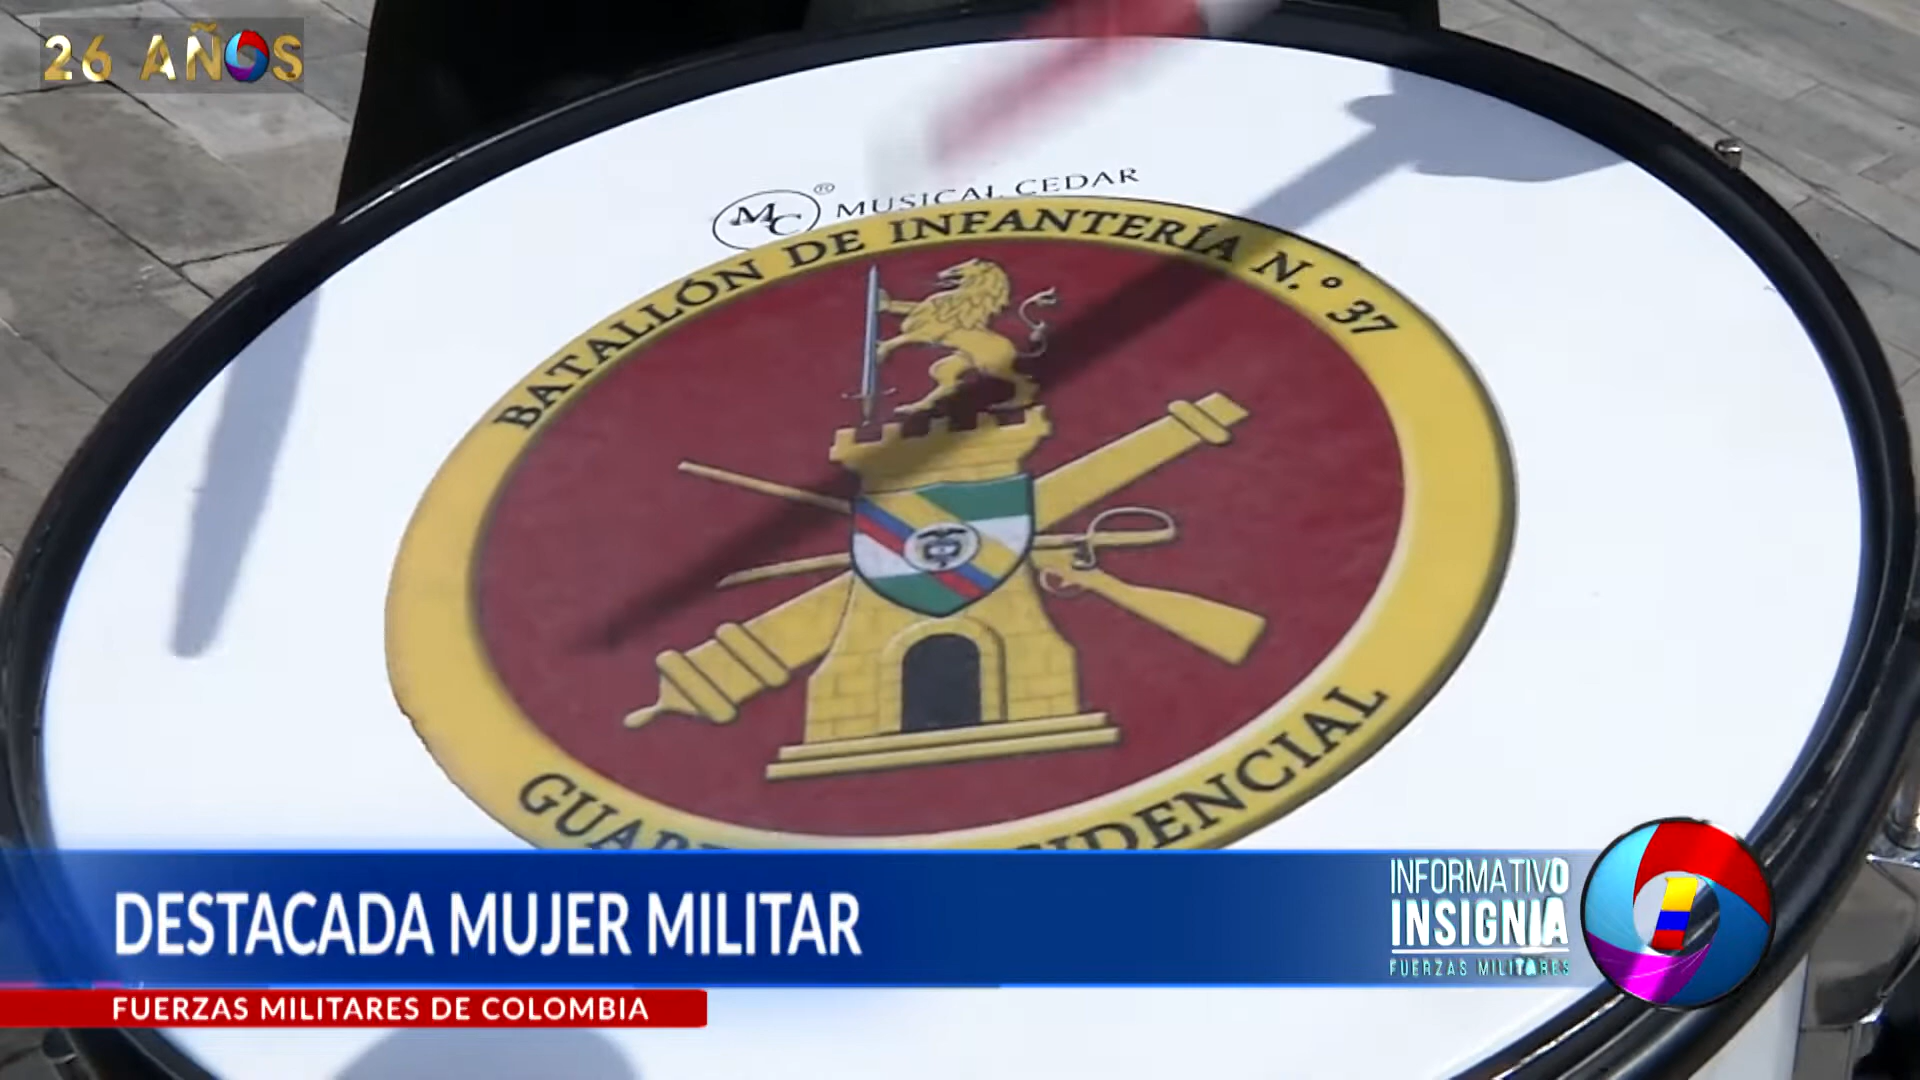 26 AÑOS
MC® MUSICAL CEDAR
BATALLÓN DE INFANTERÍA N.º 37
DESTACADA MUJER MILITAR
FUERZAS MILITARES DE COLOMBIA
INFORMATIVO
INSIGNIA
FUERZAS MILITARES